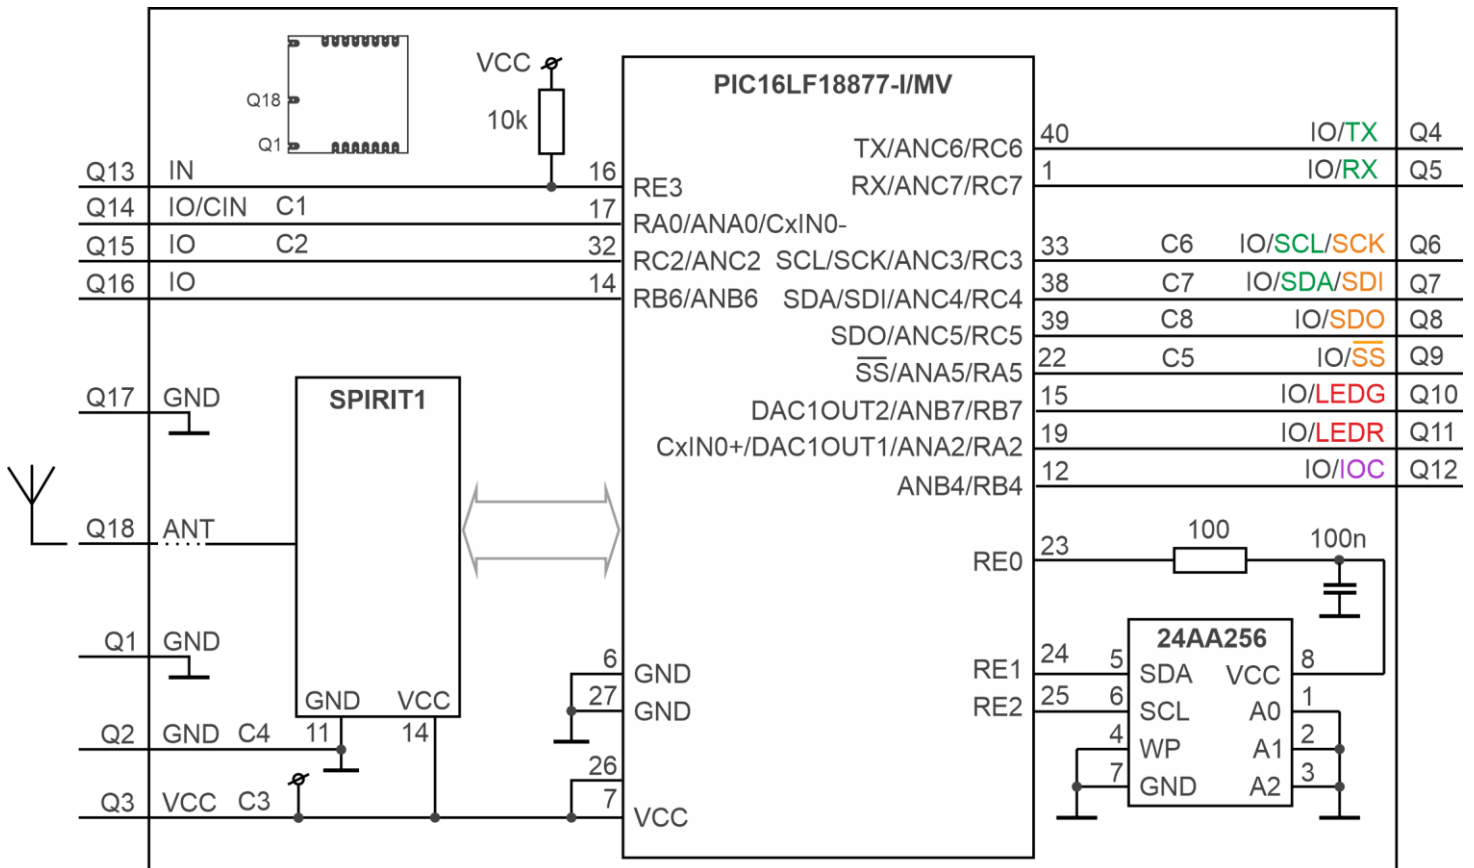 Q18
Q1
VCC
10k
Q13 IN 16
Q14 IO/CIN C1 17
Q15 IO C2 32
Q16 IO 14
PIC16LF18877-I/MV
RE3
RA0/ANA0/CxIN0-
RC2/ANC2
RB6/ANB6
TX/ANC6/RC6 40 IO/TX Q4
RX/ANC7/RC7 1 IO/RX Q5
SCL/SCK/ANC3/RC3 33 C6 IO/SCL/SCK Q6
SDA/SDI/ANC4/RC4 38 C7 IO/SDA/SDI Q7
SDO/ANC5/RC5 39 C8 IO/SDO Q8
SS/ANA5/RA5 22 C5 IO/SS Q9
DAC1OUT2/ANB7/RB7 15 IO/LEDG Q10
CxIN0+/DAC1OUT1/ANA2/RA2 19 IO/LEDR Q11
ANB4/RB4 12 IO/IOC Q12
Q17 GND
SPIRIT1
Q18 ANT
Q1 GND
GND VCC
Q2 GND C4 11 14
Q3 VCC C3
6 GND
27 GND
26
7 VCC
RE0 23 100 100n
24AA256
RE1 24 5 SDA VCC 8
RE2 25 6 SCL A0 1
4 WP A1 2
7 GND A2 3